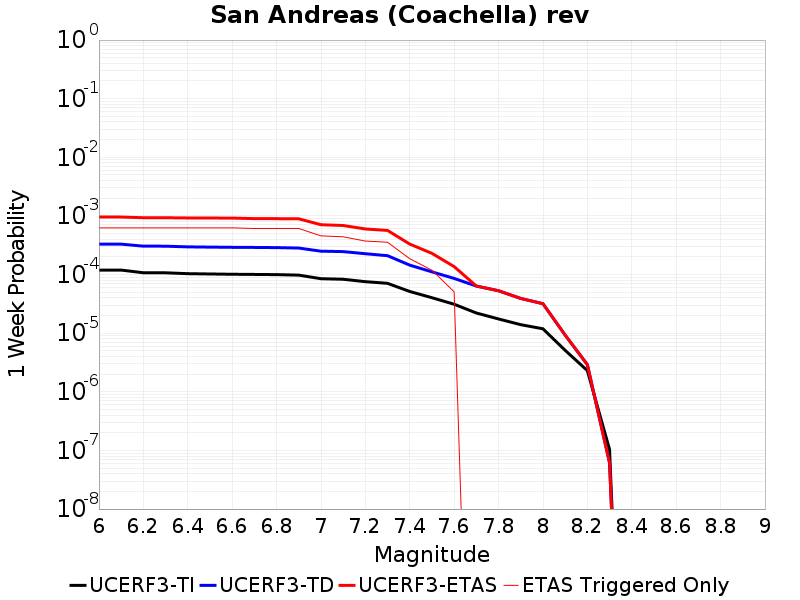 San Andreas (Coachella) rev
1 Week Probability
10^0
10^-1
10^-2
10^-3
10^-4
10^-5
10^-6
10^-7
10^-8
6 6.2 6.4 6.6 6.8 7 7.2 7.4 7.6 7.8 8 8.2 8.4 8.6 8.8 9
Magnitude
UCERF3-TI UCERF3-TD UCERF3-ETAS ETAS Triggered Only